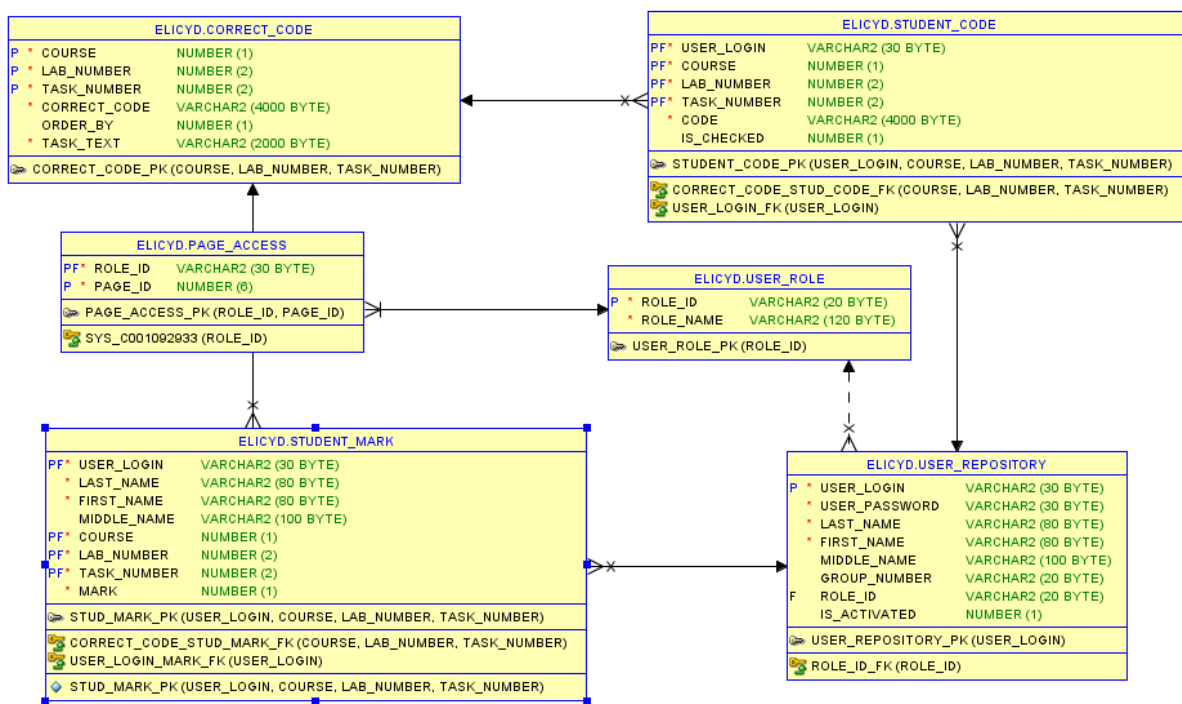 ELICYD.CORRECT_CODE
P * COURSE NUMBER (1)
P * LAB_NUMBER NUMBER (2)
P * TASK_NUMBER NUMBER (2)
* CORRECT_CODE VARCHAR2 (4000 BYTE)
ORDER_BY NUMBER (1)
* TASK_TEXT VARCHAR2 (2000 BYTE)
CORRECT_CODE_PK (COURSE, LAB_NUMBER, TASK_NUMBER)
ELICYD.STUDENT_CODE
PF* USER_LOGIN VARCHAR2 (30 BYTE)
PF* COURSE NUMBER (1)
PF* LAB_NUMBER NUMBER (2)
PF* TASK_NUMBER NUMBER (2)
* CODE VARCHAR2 (4000 BYTE)
IS_CHECKED NUMBER (1)
STUDENT_CODE_PK (USER_LOGIN, COURSE, LAB_NUMBER, TASK_NUMBER)
CORRECT_CODE_STUD_CODE_FK (COURSE, LAB_NUMBER, TASK_NUMBER)
USER_LOGIN_FK (USER_LOGIN)
ELICYD.PAGE_ACCESS
PF* ROLE_ID VARCHAR2 (30 BYTE)
P * PAGE_ID NUMBER (6)
PAGE_ACCESS_PK (ROLE_ID, PAGE_ID)
SYS_C001092933 (ROLE_ID)
ELICYD.USER_ROLE
P * ROLE_ID VARCHAR2 (20 BYTE)
* ROLE_NAME VARCHAR2 (120 BYTE)
USER_ROLE_PK (ROLE_ID)
ELICYD.STUDENT_MARK
PF* USER_LOGIN VARCHAR2 (30 BYTE)
* LAST_NAME VARCHAR2 (80 BYTE)
* FIRST_NAME VARCHAR2 (80 BYTE)
MIDDLE_NAME VARCHAR2 (100 BYTE)
PF* COURSE NUMBER (1)
PF* LAB_NUMBER NUMBER (2)
PF* TASK_NUMBER NUMBER (2)
* MARK NUMBER (1)
STUD_MARK_PK (USER_LOGIN, COURSE, LAB_NUMBER, TASK_NUMBER)
CORRECT_CODE_STUD_MARK_FK (COURSE, LAB_NUMBER, TASK_NUMBER)
USER_LOGIN_MARK_FK (USER_LOGIN)
STUD_MARK_PK (USER_LOGIN, COURSE, LAB_NUMBER, TASK_NUMBER)
ELICYD.USER_REPOSITORY
P * USER_LOGIN VARCHAR2 (30 BYTE)
* USER_PASSWORD VARCHAR2 (30 BYTE)
* LAST_NAME VARCHAR2 (80 BYTE)
* FIRST_NAME VARCHAR2 (80 BYTE)
MIDDLE_NAME VARCHAR2 (100 BYTE)
GROUP_NUMBER VARCHAR2 (20 BYTE)
F ROLE_ID VARCHAR2 (20 BYTE)
IS_ACTIVATED NUMBER (1)
USER_REPOSITORY_PK (USER_LOGIN)
ROLE_ID_FK (ROLE_ID)